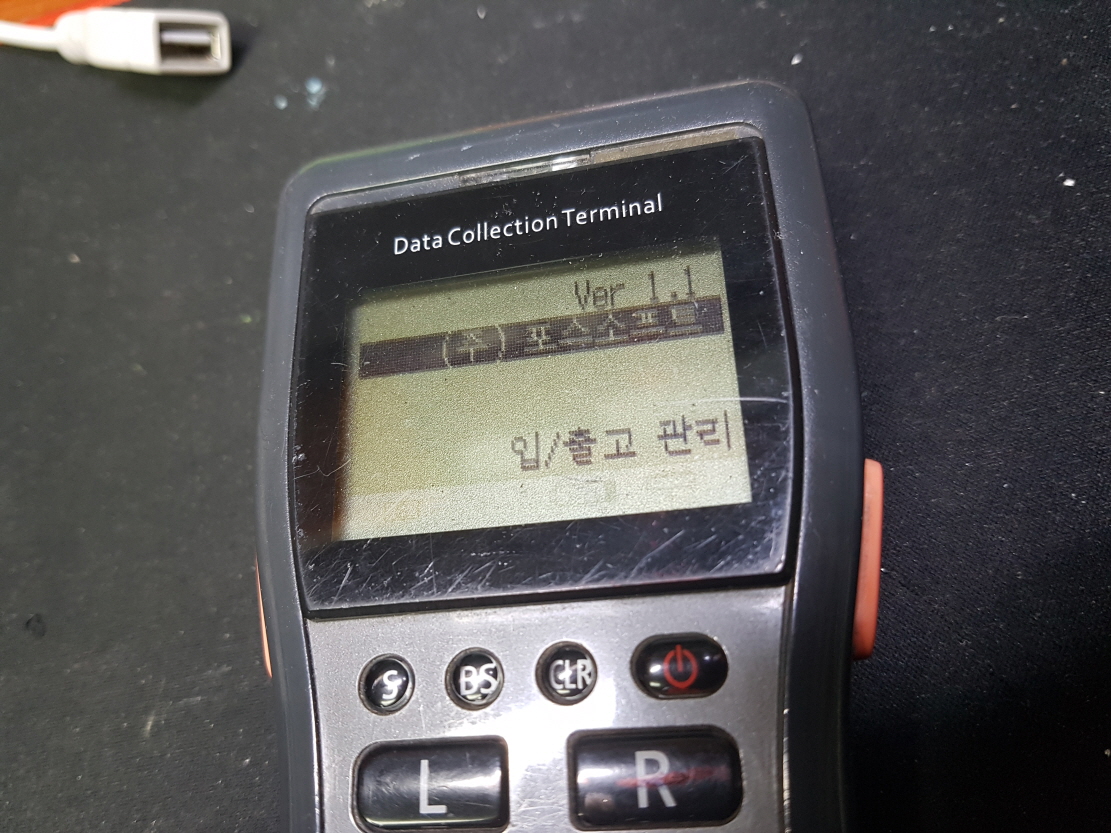 Data Collection Terminal
Ver 1.1
(주) 포스소프트
입/출고 관리
S BS CLR
L R